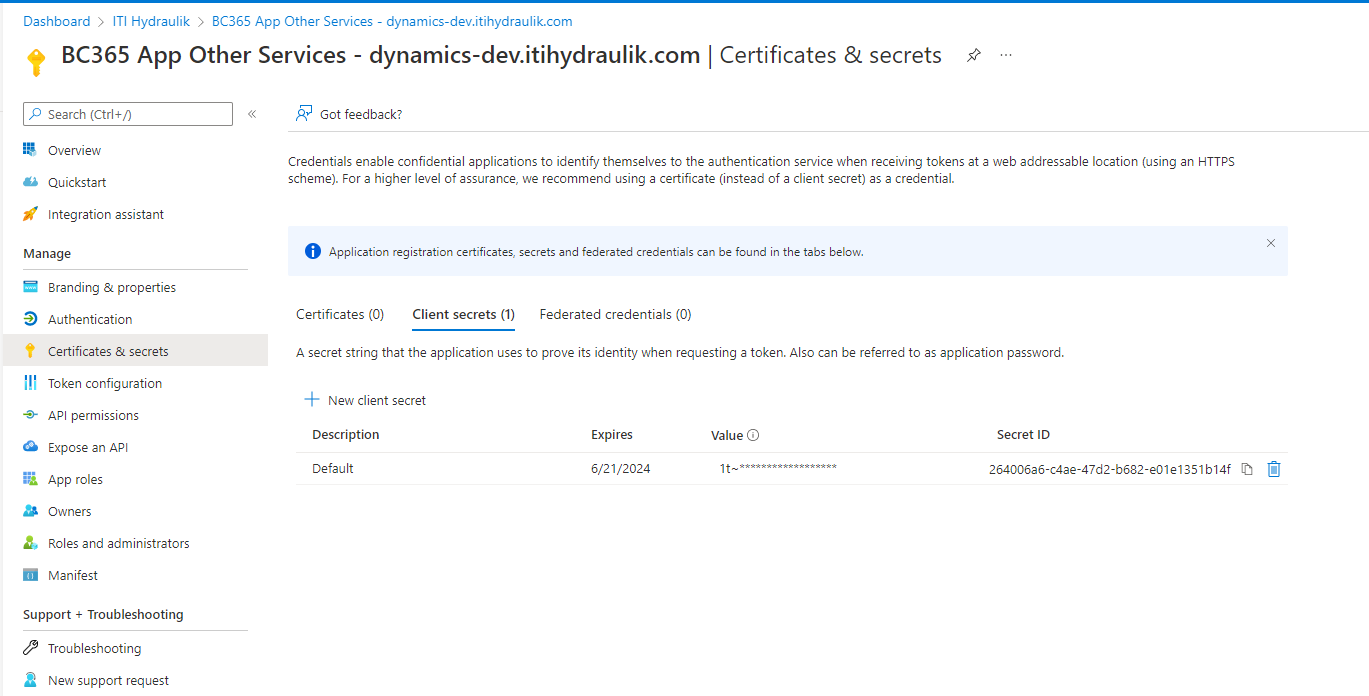 Dashboard > ITI Hydraulik > BC365 App Other Services - dynamics-dev.itihydraulik.com
BC365 App Other Services - dynamics-dev.itihydraulik.com | Certificates & secrets
Search (Ctrl+/)
Overview
Quickstart
Integration assistant
Manage
Branding & properties
Authentication
Certificates & secrets
Token configuration
API permissions
Expose an API
App roles
Owners
Roles and administrators
Manifest
Support + Troubleshooting
Troubleshooting
New support request
Got feedback?
Credentials enable confidential applications to identify themselves to the authentication service when receiving tokens at a web addressable location (using an HTTPS
scheme). For a higher level of assurance, we recommend using a certificate (instead of a client secret) as a credential.
Application registration certificates, secrets and federated credentials can be found in the tabs below.
Certificates (0) Client secrets (1) Federated credentials (0)
A secret string that the application uses to prove its identity when requesting a token. Also can be referred to as application password.
New client secret
Description Expires Value Secret ID
Default 6/21/2024 1t~****************** 264006a6-c4ae-47d2-b682-e01e1351b14f